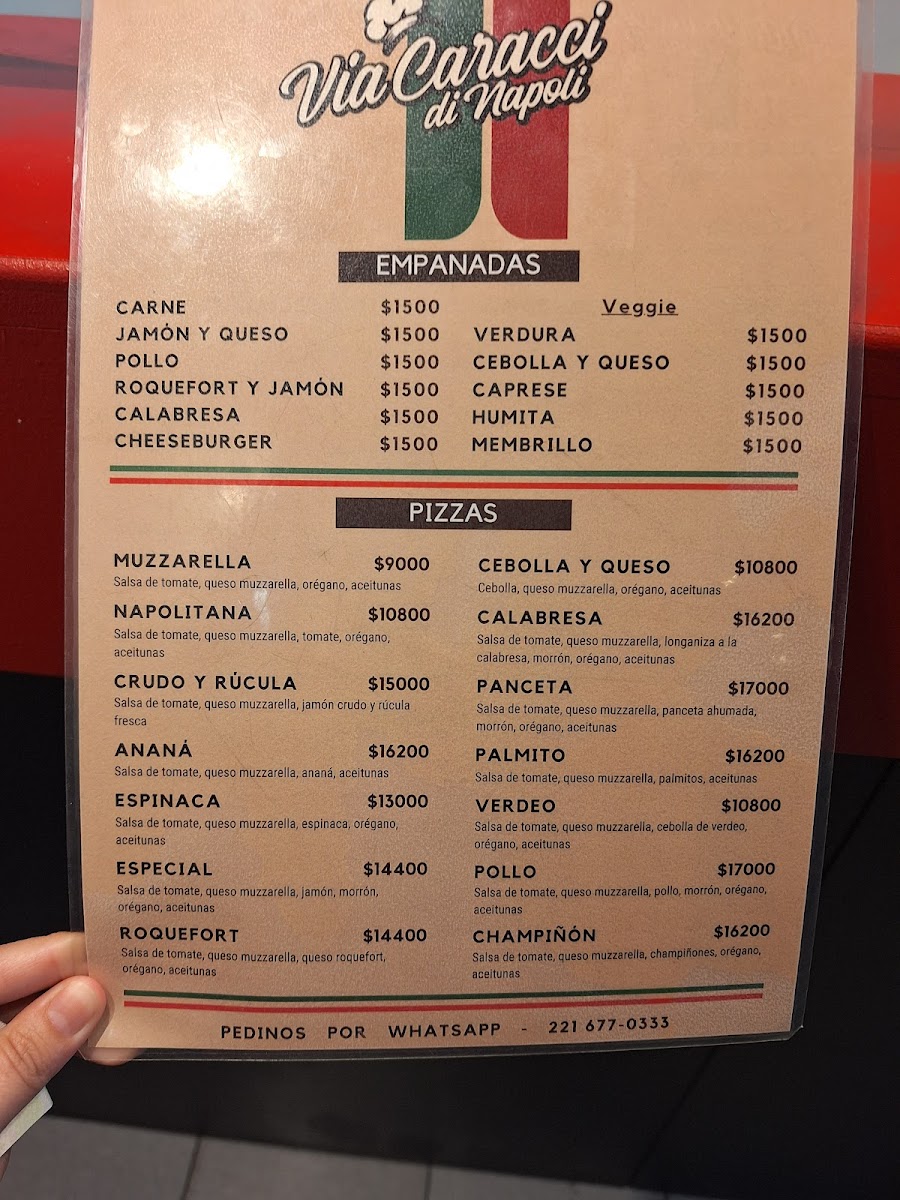 Via Caracci
di Napoli
EMPANADAS
CARNE $1500
JAMÓN Y QUESO $1500
POLLO $1500
ROQUEFORT Y JAMÓN $1500
CALABRESA $1500
CHEESEBURGER $1500
Veggie
VERDURA $1500
CEBOLLA Y QUESO $1500
CAPRESE $1500
HUMITA $1500
MEMBRILLO $1500
PIZZAS
MUZZARELLA $9000
Salsa de tomate, queso muzzarella, orégano, aceitunas
NAPOLITANA $10800
Salsa de tomate, queso muzzarella, tomate, orégano,
aceitunas
CRUDO Y RÚCULA $15000
Salsa de tomate, queso muzzarella, jamón crudo y rúcula
fresca
ANANÁ $16200
Salsa de tomate, queso muzzarella, ananá, aceitunas
ESPINACA $13000
Salsa de tomate, queso muzzarella, espinaca, orégano,
aceitunas
ESPECIAL $14400
Salsa de tomate, queso muzzarella, jamón, morrón,
orégano, aceitunas
ROQUEFORT $14400
Salsa de tomate, queso muzzarella, queso roquefort,
orégano, aceitunas
CEBOLLA Y QUESO $10800
Cebolla, queso muzzarella, orégano, aceitunas
CALABRESA $16200
Salsa de tomate, queso muzzarella, longaniza a la
calabresa, morrón, orégano, aceitunas
PANCETA $17000
Salsa de tomate, queso muzzarella, panceta ahumada,
morrón, orégano, aceitunas
PALMITO $16200
Salsa de tomate, queso muzzarella, palmitos, aceitunas
VERDEO $10800
Salsa de tomate, queso muzzarella, cebolla de verdeo,
orégano, aceitunas
POLLO $17000
Salsa de tomate, queso muzzarella, pollo, morrón, orégano,
aceitunas
CHAMPIÑÓN $16200
Salsa de tomate, queso muzzarella, champiñones, orégano,
aceitunas
PEDINOS POR WHATSAPP - 221 677-0333